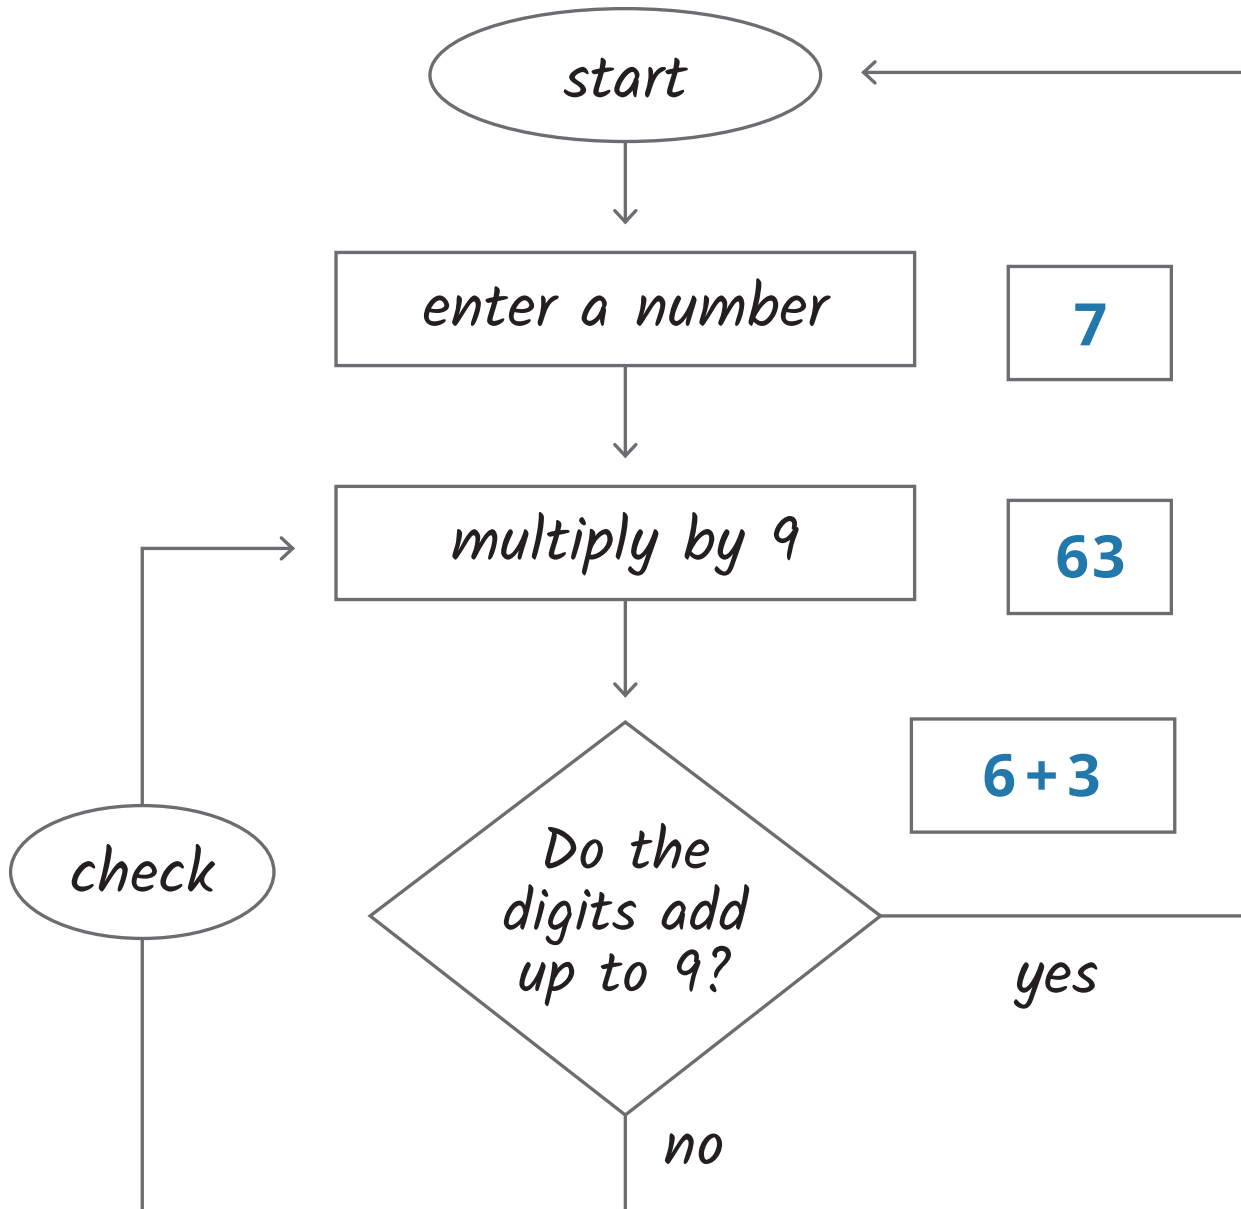 start
enter a number
7
multiply by 9
63
6 + 3
Do the
digits add
up to 9?
check
yes
no